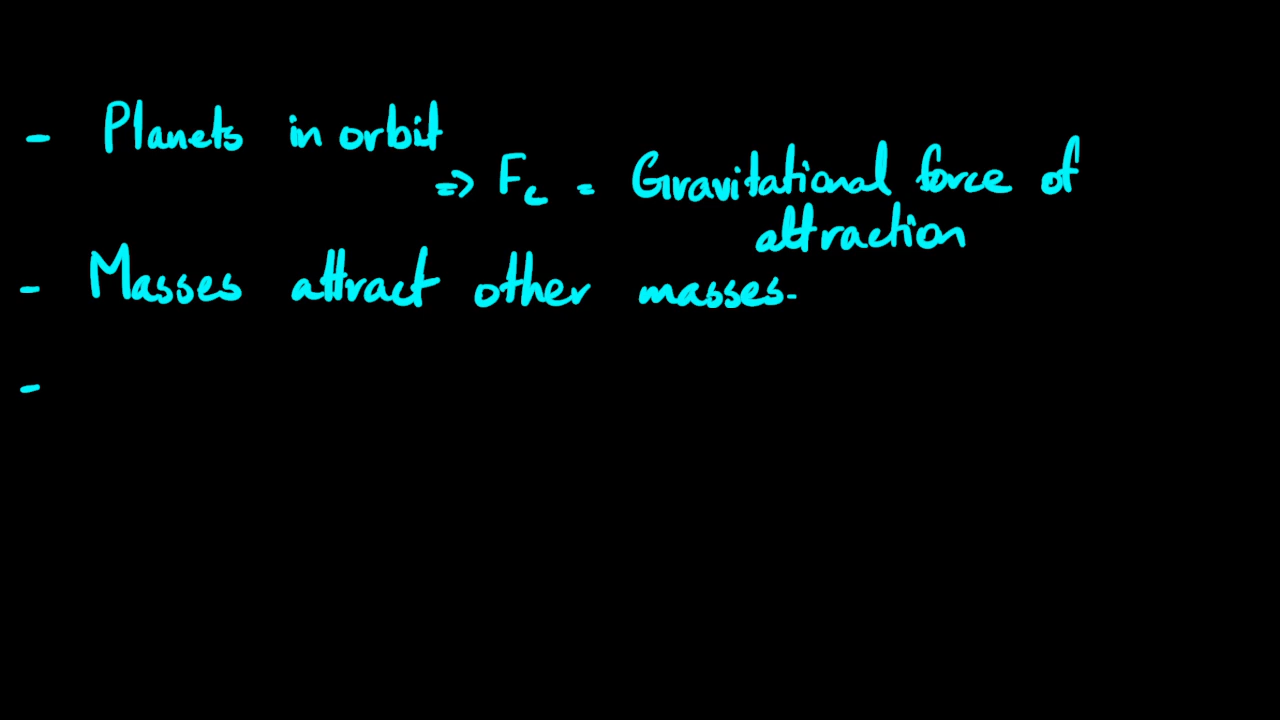 - Planets in orbit
=> Fc = Gravitational force of
attraction
- Masses attract other masses.
-